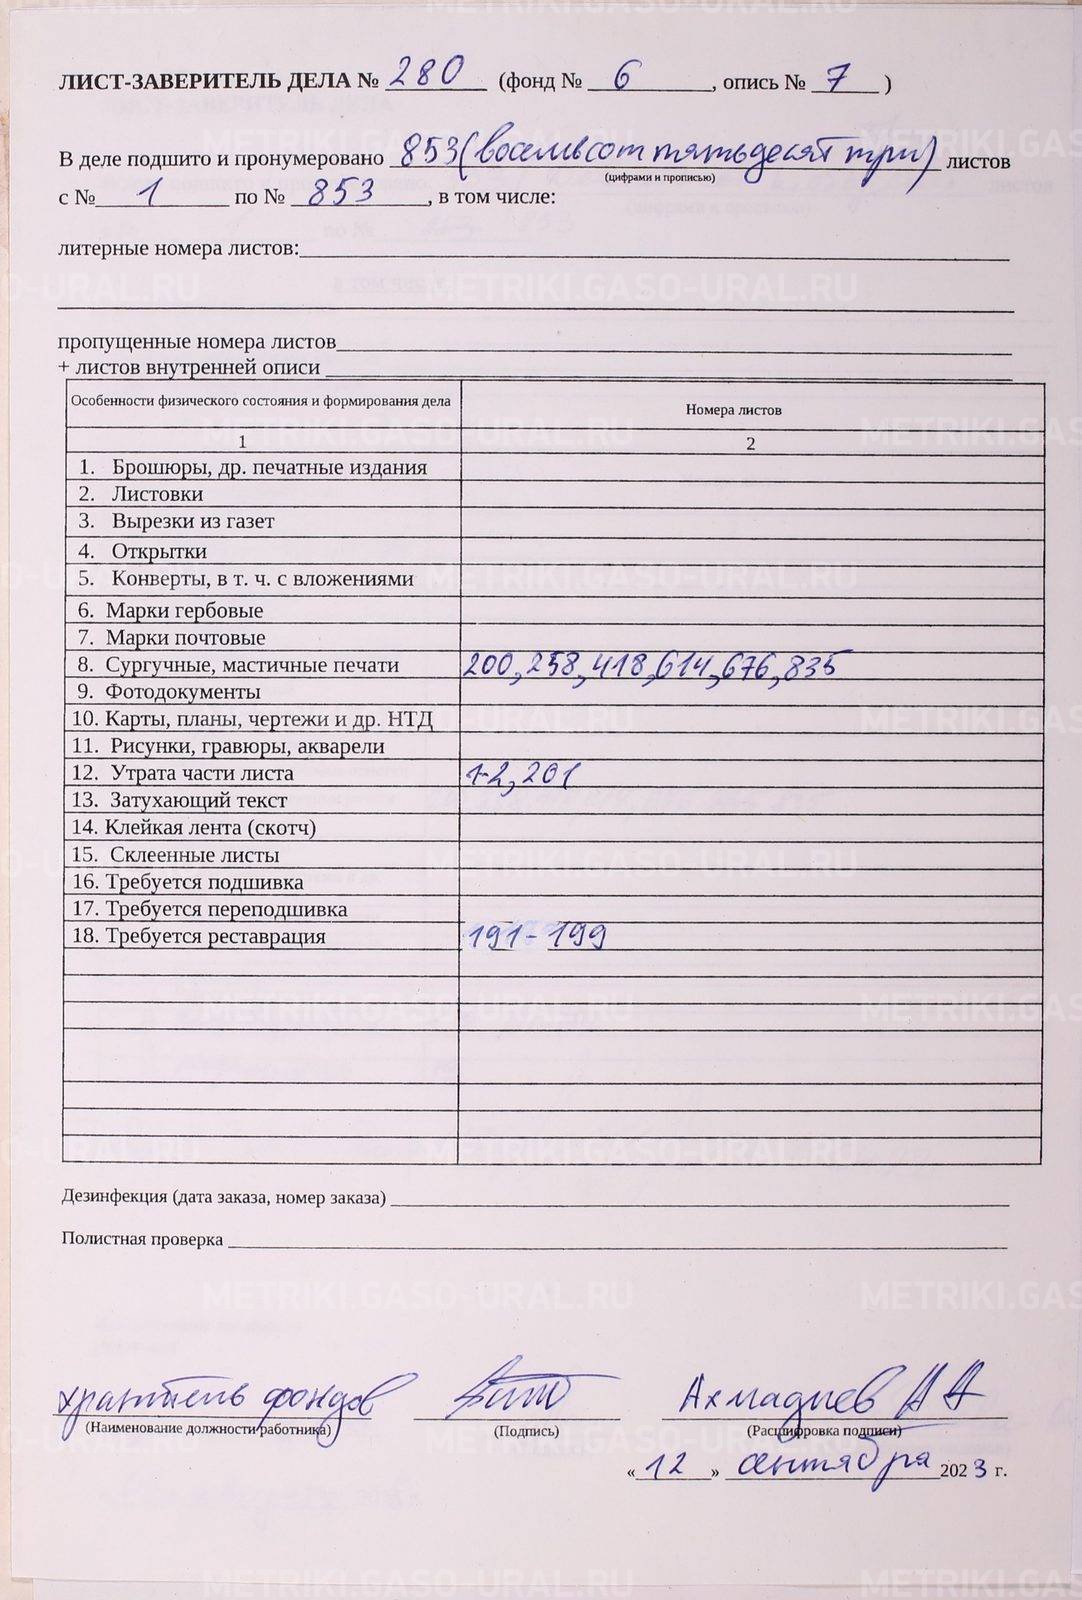 ЛИСТ-ЗАВЕРИТЕЛЬ ДЕЛА № 280 (фонд № 6, опись № 7)
В деле подшито и пронумеровано 853 (восемьсот пятьдесят три) листов
(цифрами и прописью)
с № 1 по № 853, в том числе:
литерные номера листов:
пропущенные номера листов
+ листов внутренней описи
Особенности физического состояния и формирования дела Номера листов
1 2
1. Брошюры, др. печатные издания
2. Листовки
3. Вырезки из газет
4. Открытки
5. Конверты, в т. ч. с вложениями
6. Марки гербовые
7. Марки почтовые
8. Сургучные, мастичные печати 200, 258, 418, 614, 676, 835
9. Фотодокументы
10. Карты, планы, чертежи и др. НТД
11. Рисунки, гравюры, акварели
12. Утрата части листа 1-2, 201
13. Затухающий текст
14. Клейкая лента (скотч)
15. Склеенные листы
16. Требуется подшивка
17. Требуется переподшивка
18. Требуется реставрация 191-199
Дезинфекция (дата заказа, номер заказа)
Полистная проверка
хранитель фондов Ахмадиев А А
(Наименование должности работника) (Подпись) (Расшифровка подписи)
«12» сентября 2023 г.
METRIKI.GASO-URAL.RU